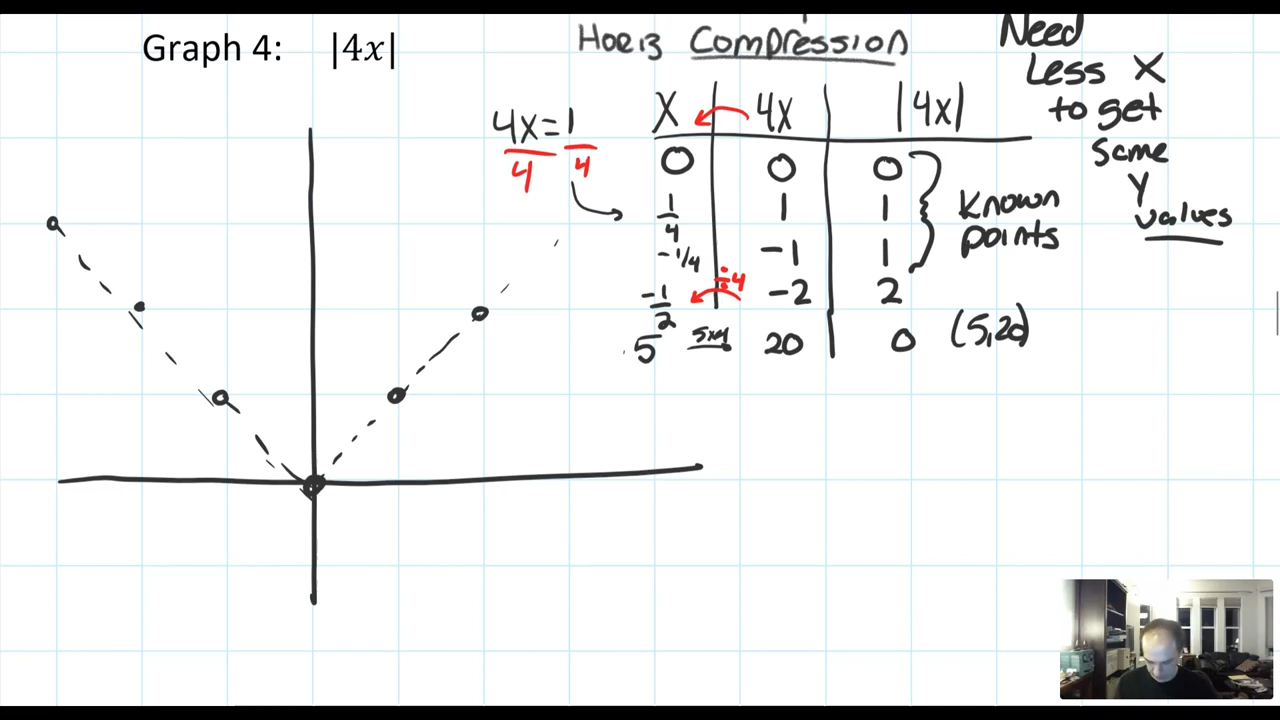 Graph 4: |4x|
Horiz Compression
Need
Less X
to get
same
y
values
4x = 1
4 4
X 4x |4x|
0 0 0
1/4 1 1
-1/4 -1 1
÷4
-1/2 -2 2
5 5x4 20 0 (5,20)
Known
points